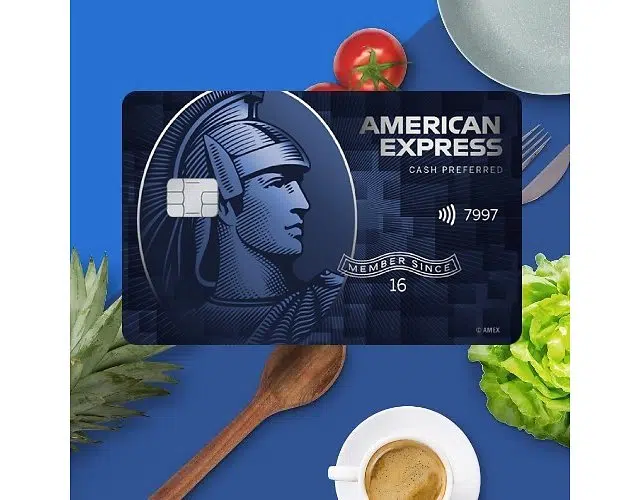 AMERICAN
EXPRESS
CASH PREFERRED
7997
MEMBER SINCE
16
© AMEX